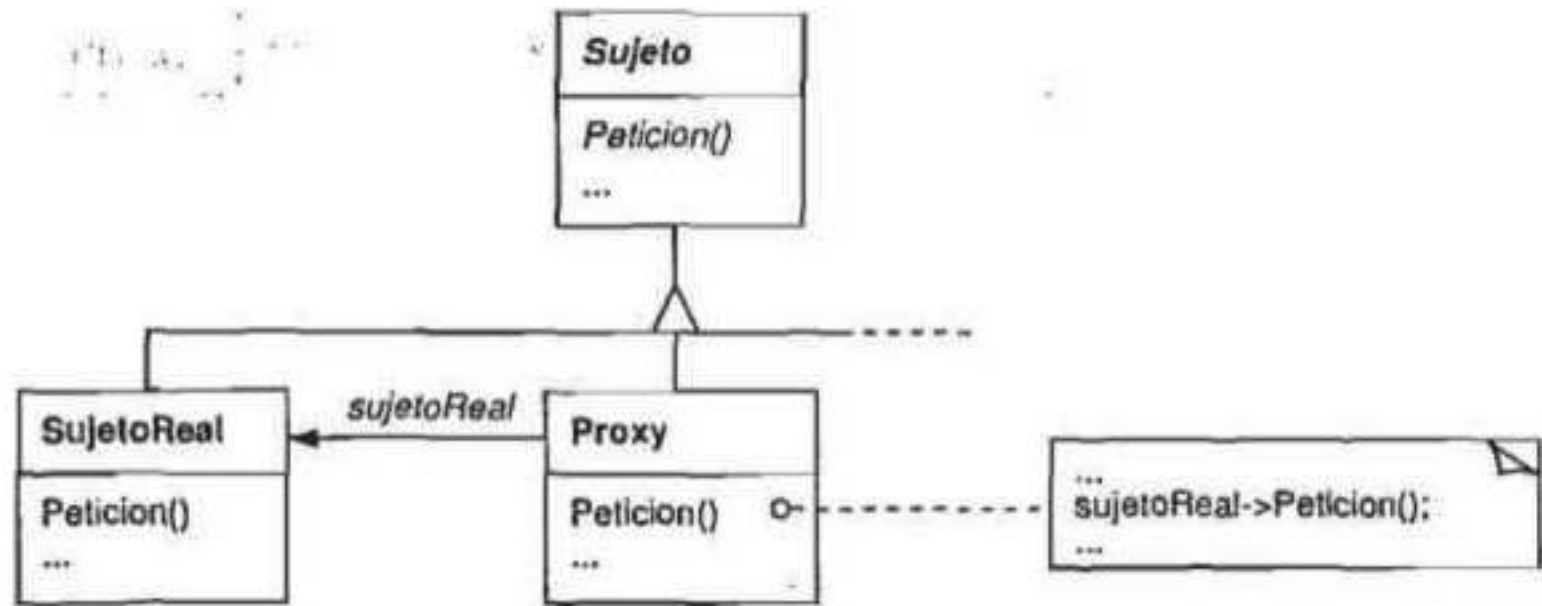 Sujeto
Peticion()
...
SujetoReal
Peticion()
...
sujetoReal
Proxy
Peticion()
...
...
sujetoReal->Peticion();
...